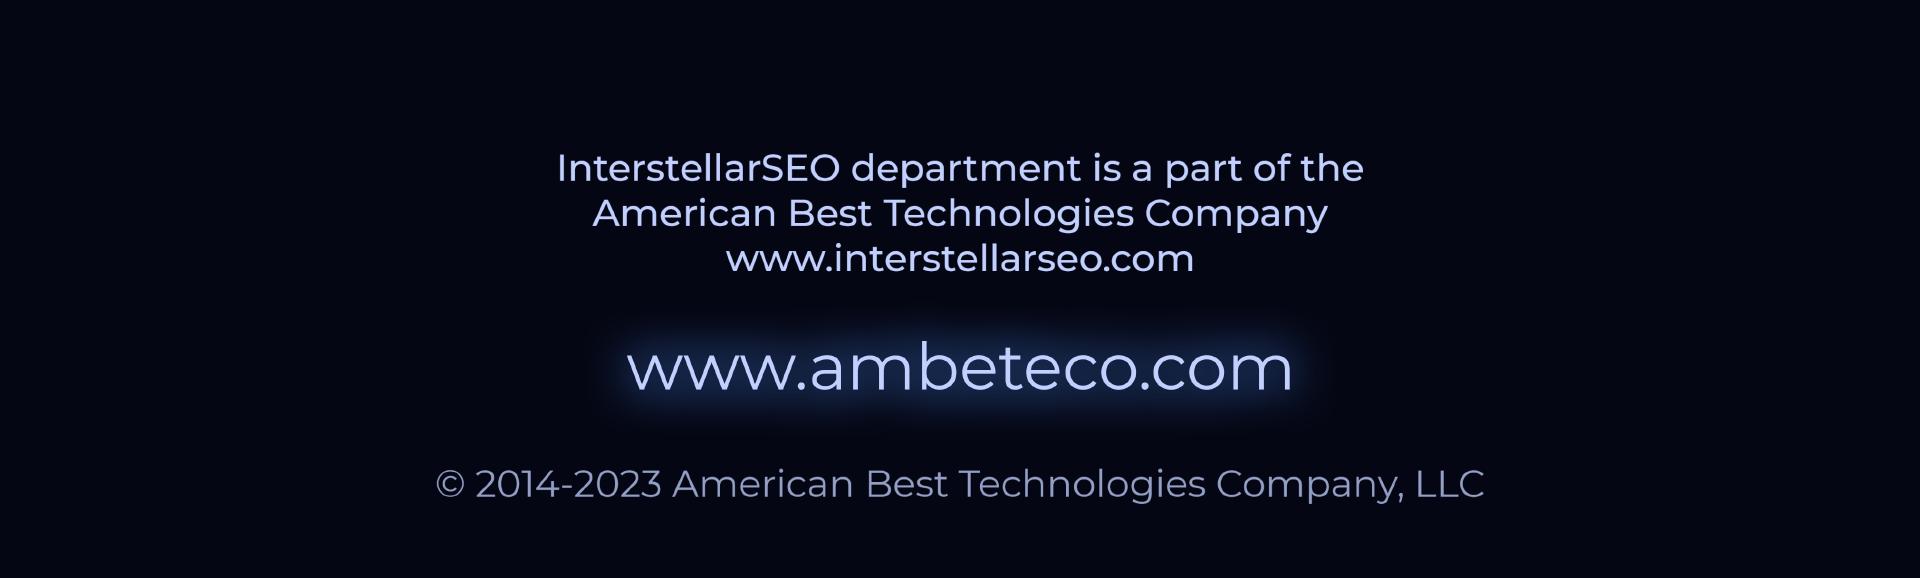 InterstellarSEO department is a part of the
American Best Technologies Company
www.interstellarseo.com
www.ambeteco.com
© 2014-2023 American Best Technologies Company, LLC